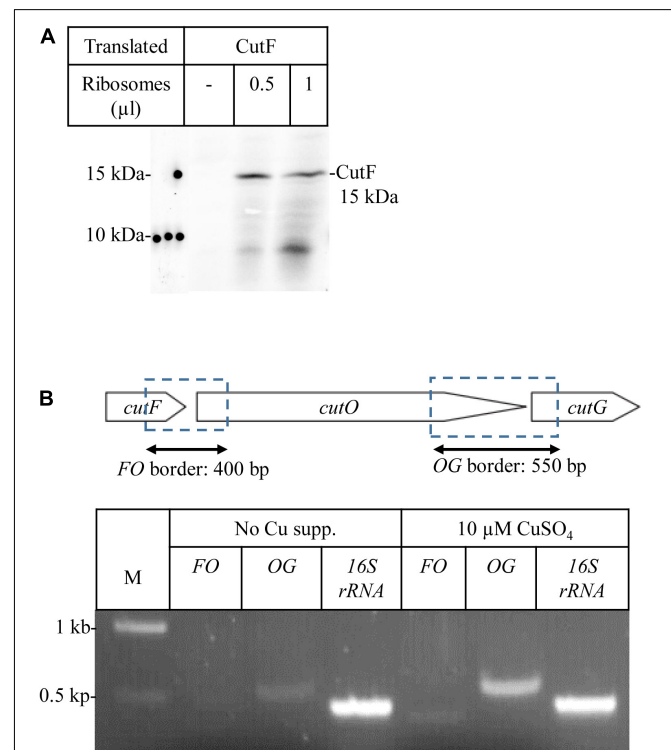 A
Translated CutF
Ribosomes (µl) - 0.5 1
15 kDa- -CutF
15 kDa
10 kDa-
B
cutF cutO cutG
FO border: 400 bp OG border: 550 bp
No Cu supp. 10 µM CuSO4
M FO OG 16S rRNA FO OG 16S rRNA
1 kb-
0.5 kp-